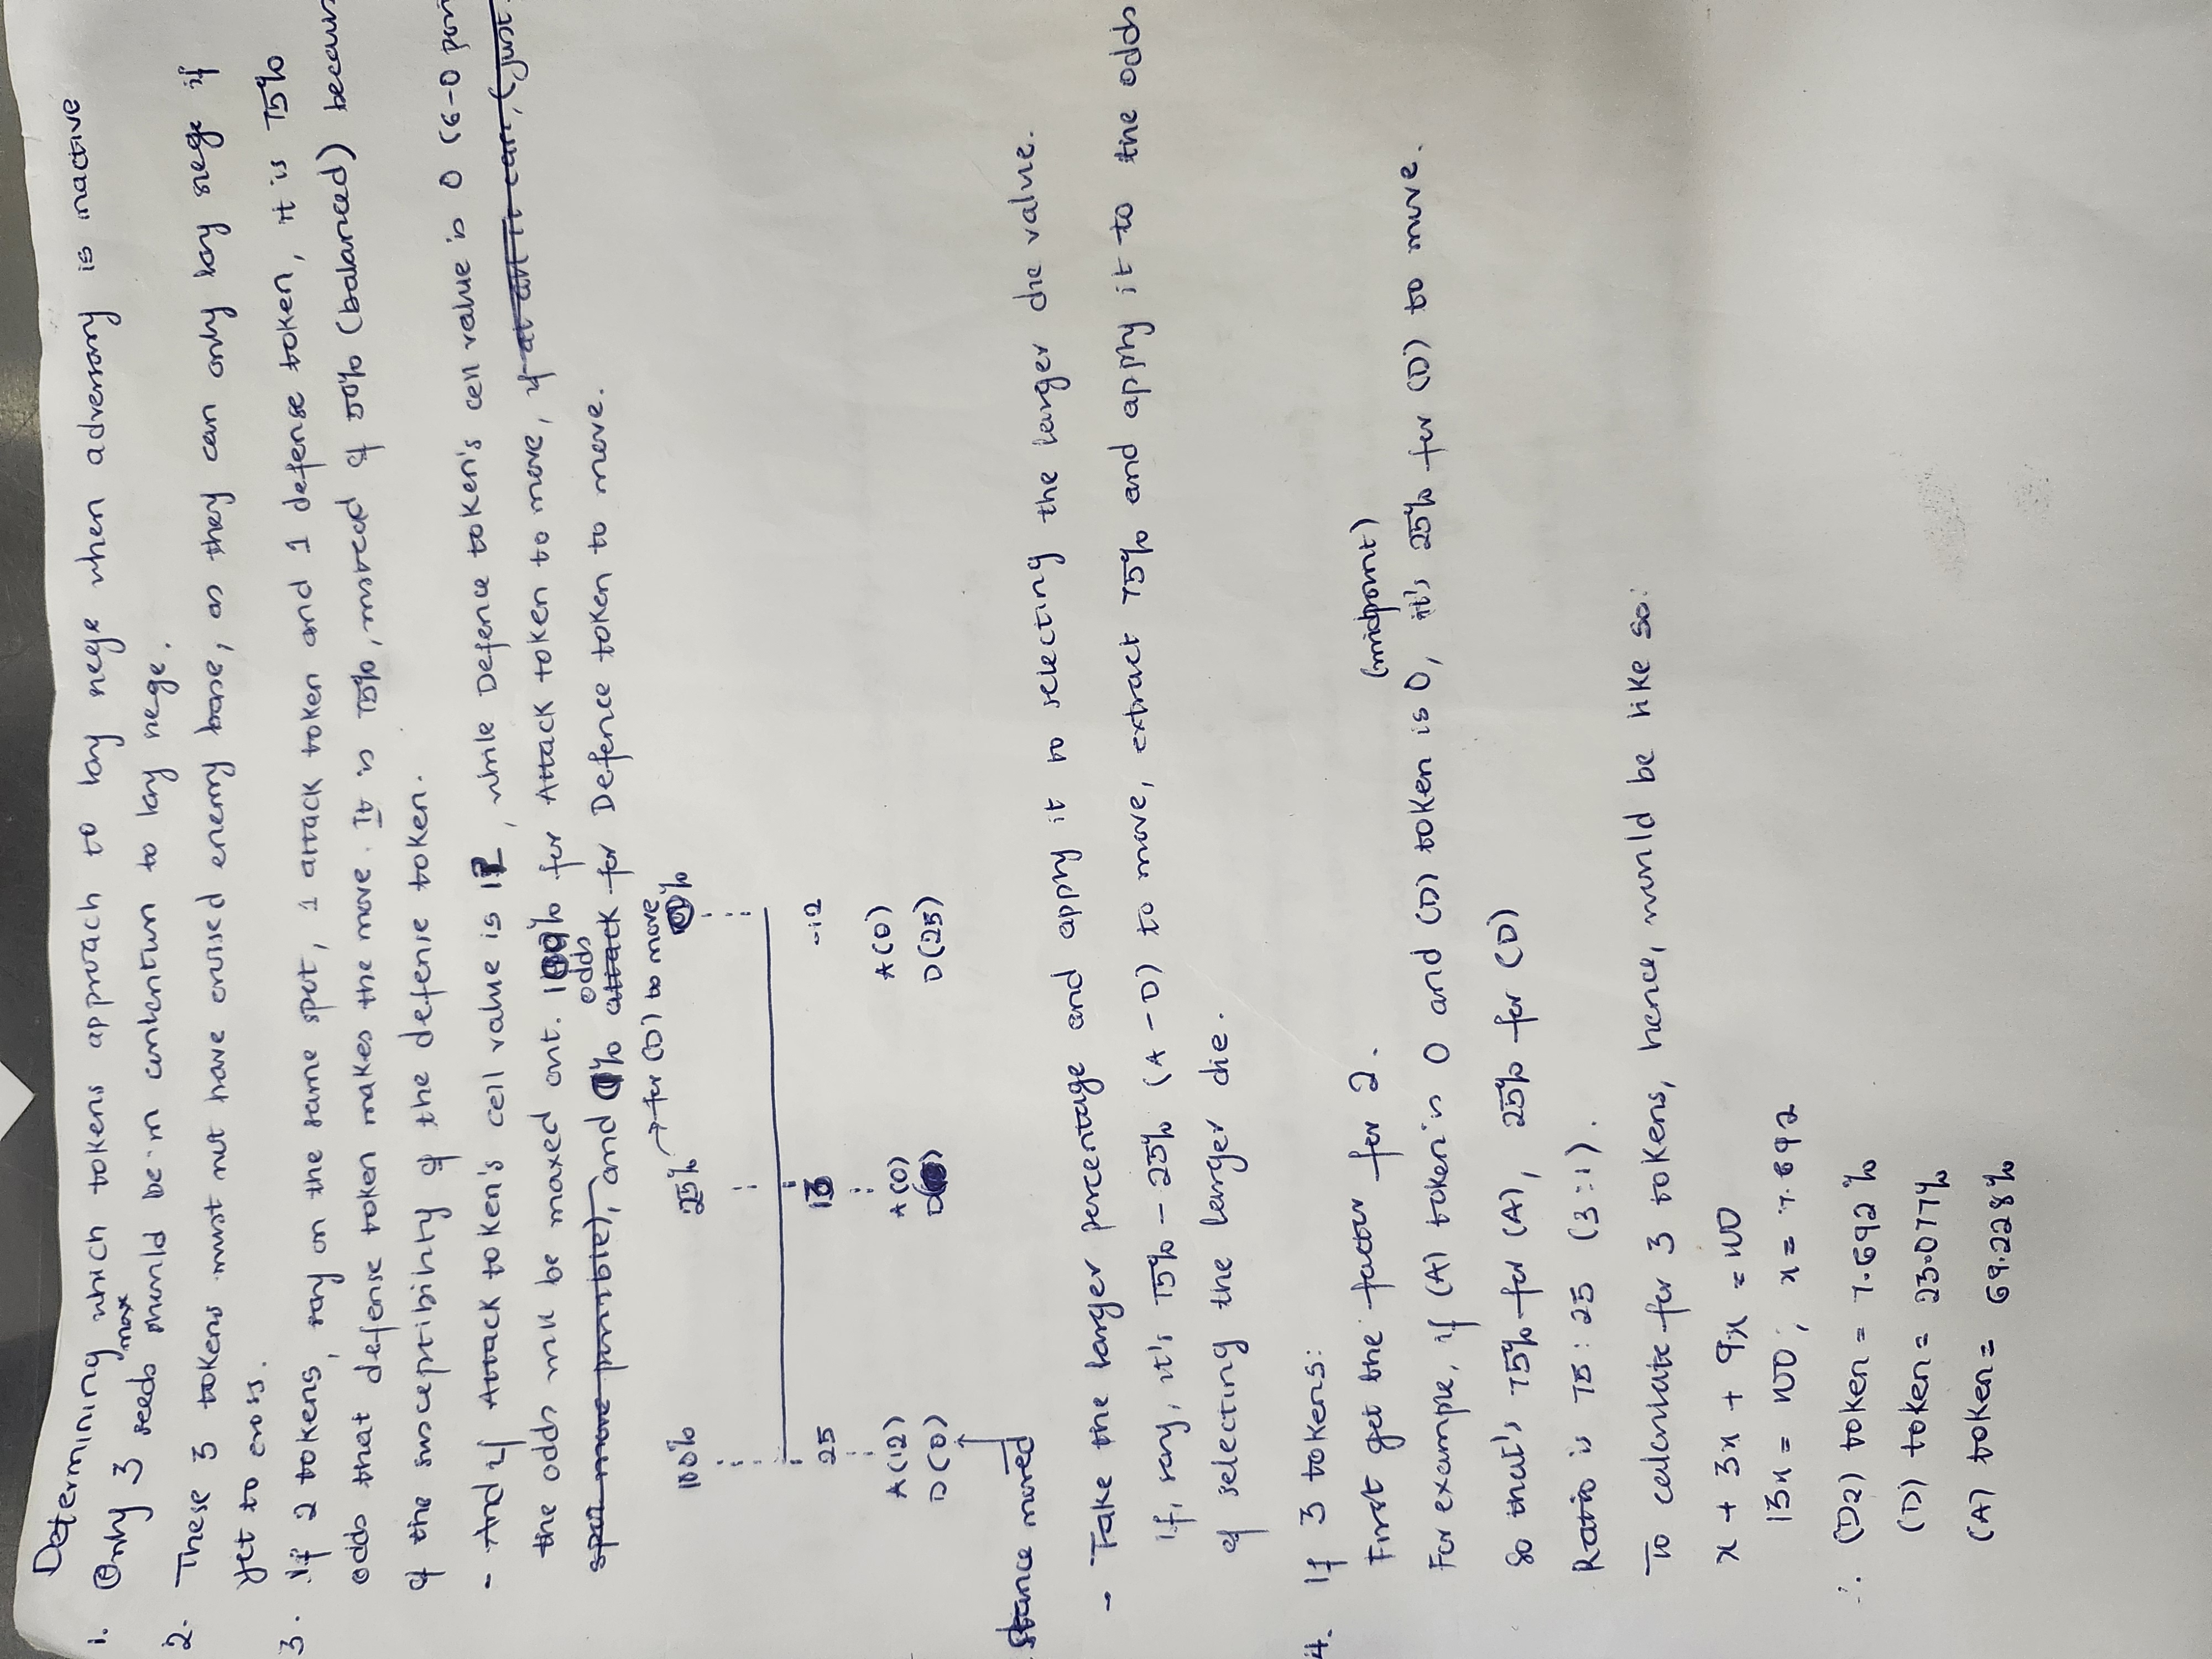 Determining which tokens approach to lay siege when adversary is inactive
1. Only 3 seeds max should be in contention to lay siege.
2. These 3 tokens must not have crossed enemy base, as they can only lay siege if
yet to cross.
3. If 2 tokens, say on the same spot, 1 attack token and 1 defense token, it is 75%
odds that defense token makes the move. It is 75%, instead of 50% (balanced) becaus
of the susceptibility of the defense token.
- And if Attack token's cell value is 12, while Defence token's cell value is 0 (6-0
the odds will be maxed out. 100% for Attack token to move, if at all it can, (just
spot move possible), and 0% attack odds for Defence token to move.
→ for (D) to move
100% 25% 0%
25 13 -12
A(12) A(0) A(0)
D(0) D( ) D(25)
stance moved
- Take the larger percentage and apply it to selecting the larger die value.
If, say, it's 75% - 25% (A - D) to move, extract 75% and apply it to the odds
of selecting the larger die.
4. If 3 tokens:
First get the factor for 2.
(midpoint)
For example, if (A) token is 0 and (D) token is 0, it's 25% for (D) to move.
So that's 75% for (A), 25% for (D)
Ratio is 75 : 25 (3:1).
To calculate for 3 tokens, hence, would be like so:
x + 3x + 9x = 100
13x = 100; x = 7.692
∴ (D2) token = 7.692%
(D) token = 23.077%
(A) token = 69.228%